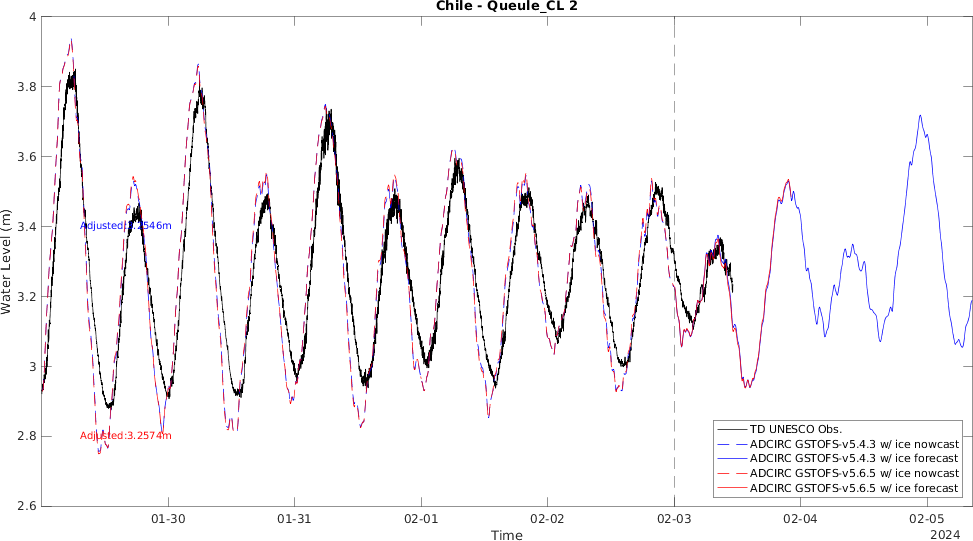 Chile - Queule_CL 2
Water Level (m)
4
3.8
3.6
3.4
3.2
3
2.8
2.6
Adjusted:3.2546m
Adjusted:3.2574m
01-30
01-31
02-01
02-02
02-03
02-04
02-05
Time
2024
TD UNESCO Obs.
ADCIRC GSTOFS-v5.4.3 w/ ice nowcast
ADCIRC GSTOFS-v5.4.3 w/ ice forecast
ADCIRC GSTOFS-v5.6.5 w/ ice nowcast
ADCIRC GSTOFS-v5.6.5 w/ ice forecast